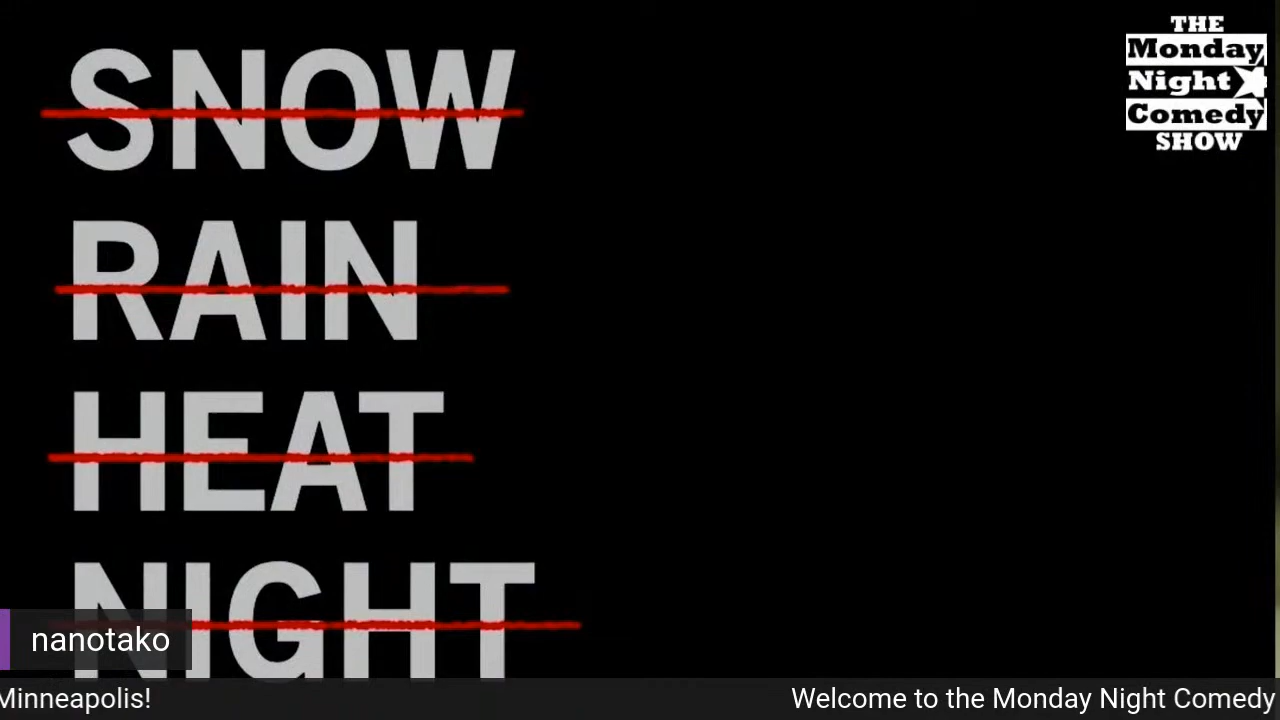 SNOW
RAIN
HEAT
NIGHT
THE
Monday
Night
Comedy
SHOW
nanotako
Minneapolis!
Welcome to the Monday Night Comedy